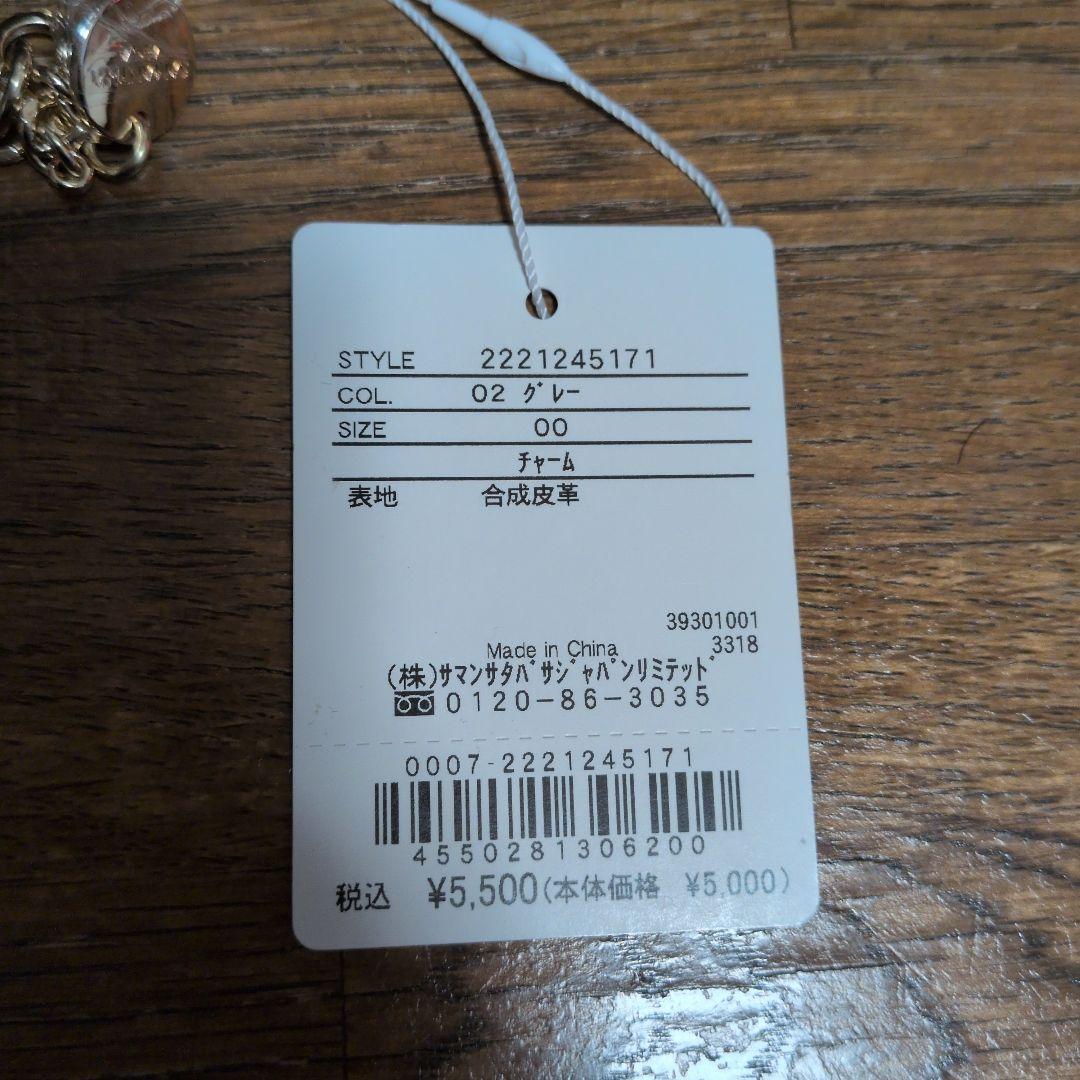 STYLE 2221245171
COL. 02 ｸﾞﾚｰ
SIZE 00
ﾁｬｰﾑ
表地 合成皮革
39301001
3318
Made in China
(株)ｻﾏﾝｻﾀﾊﾞｻｼﾞｬﾊﾟﾝﾘﾐﾃｯﾄﾞ
0120-86-3035
0007-2221245171
4550281306200
税込 ¥5,500(本体価格 ¥5,000)